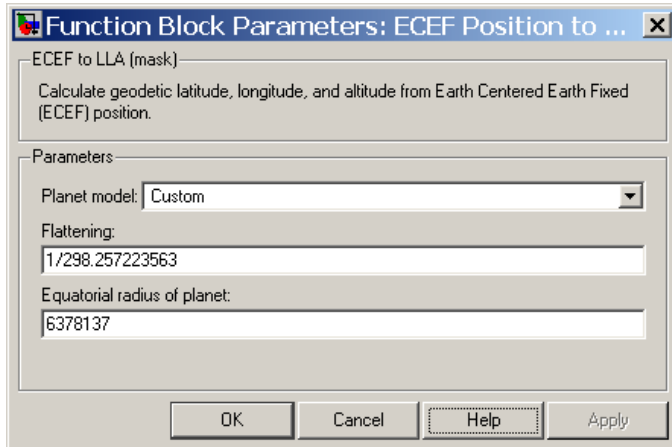 Function Block Parameters: ECEF Position to ...
ECEF to LLA (mask)
Calculate geodetic latitude, longitude, and altitude from Earth Centered Earth Fixed
(ECEF) position.
Parameters
Planet model: Custom
Flattening:
1/298.257223563
Equatorial radius of planet:
6378137
OK Cancel Help Apply